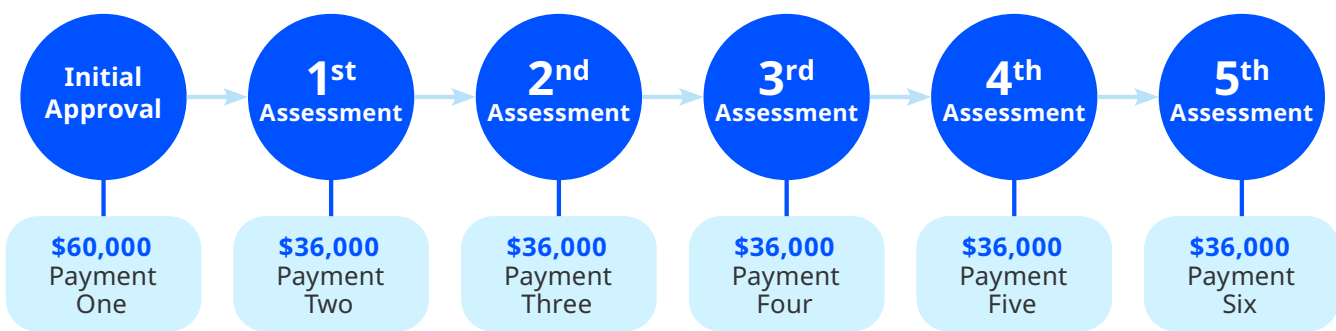 Initial
Approval
1st
Assessment
2nd
Assessment
3rd
Assessment
4th
Assessment
5th
Assessment
$60,000
Payment
One
$36,000
Payment
Two
$36,000
Payment
Three
$36,000
Payment
Four
$36,000
Payment
Five
$36,000
Payment
Six